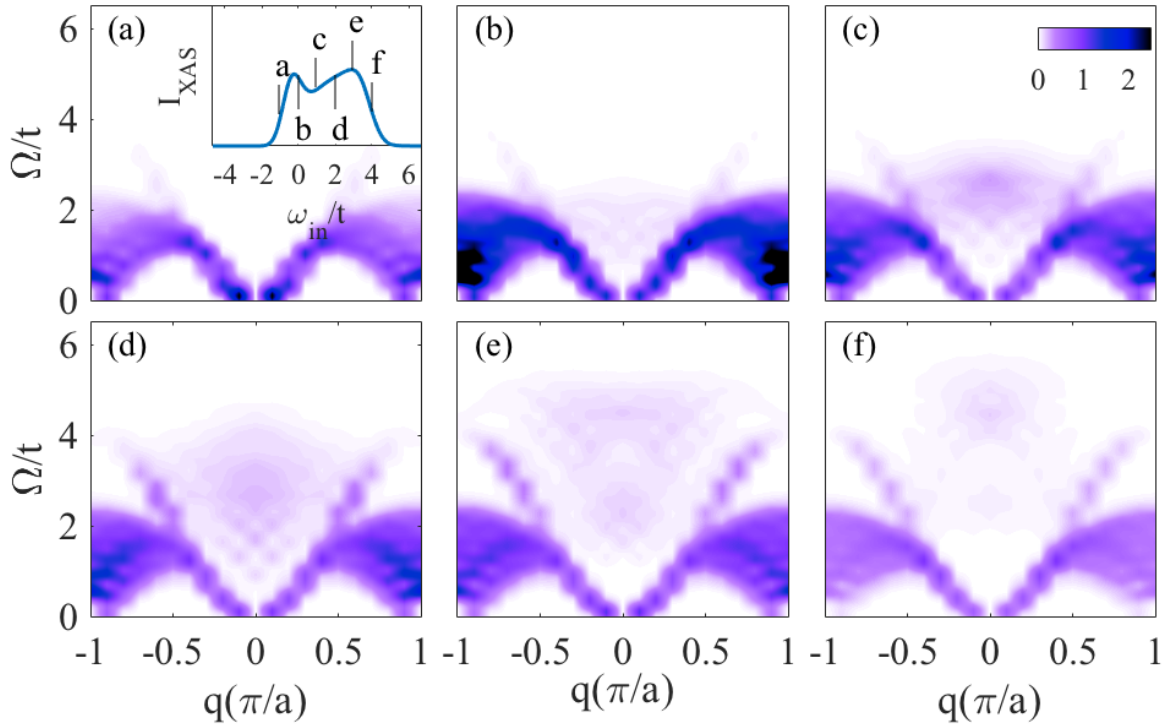 (a)
I_XAS
a
b
c
d
e
f
-4 -2 0 2 4 6
ω_in/t
(b)
(c)
0 1 2
6
4
2
0
Ω/t
(d)
(e)
(f)
6
4
2
0
Ω/t
-1 -0.5 0 0.5 1
-1 -0.5 0 0.5 1
-1 -0.5 0 0.5 1
q(π/a)
q(π/a)
q(π/a)